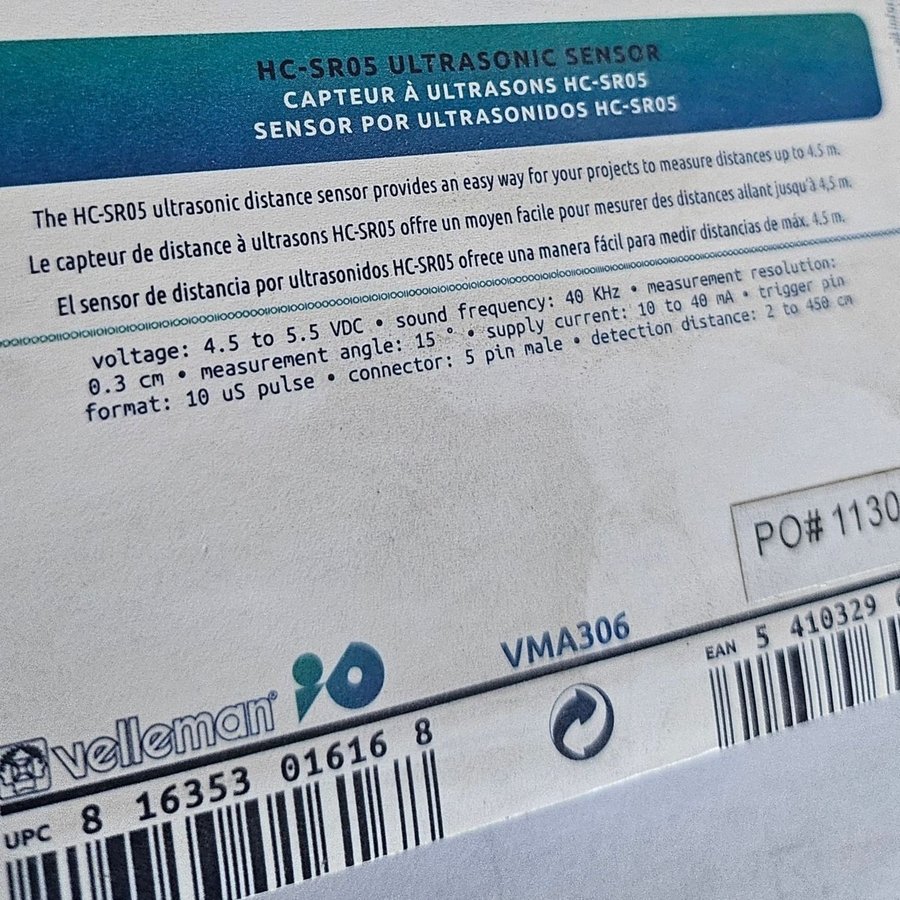 HC-SR05 ULTRASONIC SENSOR
CAPTEUR À ULTRASONS HC-SR05
SENSOR POR ULTRASONIDOS HC-SR05
The HC-SR05 ultrasonic distance sensor provides an easy way for your projects to measure distances up to 4.5 m.
Le capteur de distance à ultrasons HC-SR05 offre un moyen facile pour mesurer des distances allant jusqu'à 4,5 m.
El sensor de distancia por ultrasonidos HC-SR05 ofrece una manera fácil para medir distancias de máx. 4.5 m.
voltage: 4.5 to 5.5 VDC • sound frequency: 40 KHz • measurement resolution:
0.3 cm • measurement angle: 15 ° • supply current: 10 to 40 mA • trigger pin
format: 10 uS pulse • connector: 5 pin male • detection distance: 2 to 450 cm
PO# 1130
VMA306
EAN 5 410329
velleman®
UPC 8 16353 01616 8